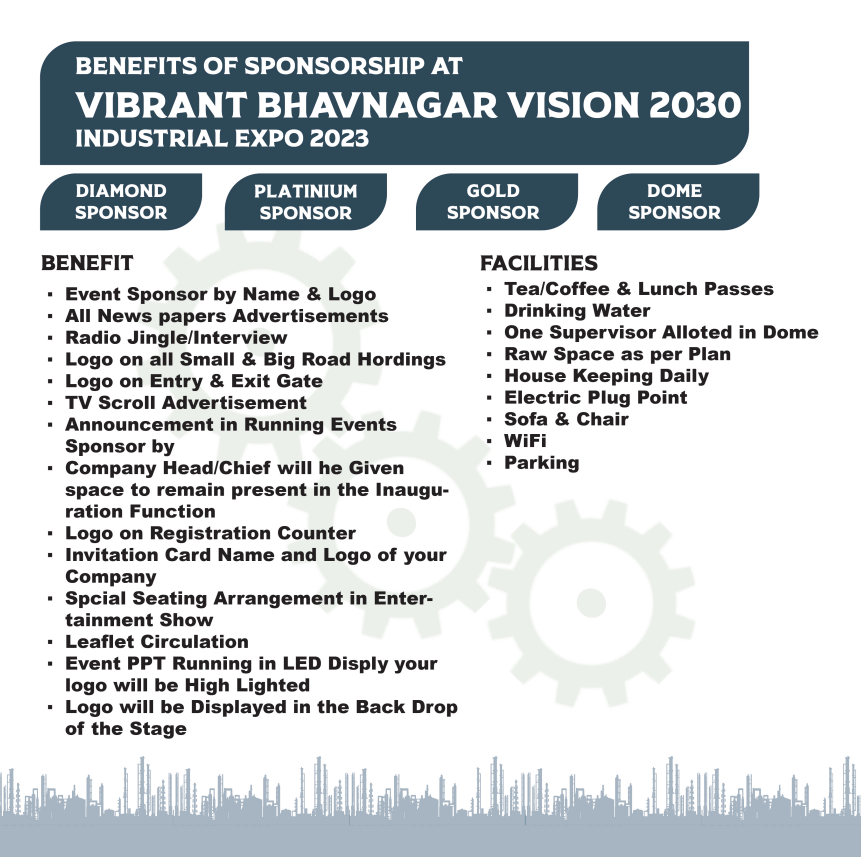 BENEFITS OF SPONSORSHIP AT
VIBRANT BHAVNAGAR VISION 2030
INDUSTRIAL EXPO 2023
DIAMOND
SPONSOR
PLATINIUM
SPONSOR
GOLD
SPONSOR
DOME
SPONSOR
BENEFIT
· Event Sponsor by Name & Logo
· All News papers Advertisements
· Radio Jingle/Interview
· Logo on all Small & Big Road Hordings
· Logo on Entry & Exit Gate
· TV Scroll Advertisement
· Announcement in Running Events
Sponsor by
· Company Head/Chief will he Given
space to remain present in the Inaugu-
ration Function
· Logo on Registration Counter
· Invitation Card Name and Logo of your
Company
· Spcial Seating Arrangement in Enter-
tainment Show
· Leaflet Circulation
· Event PPT Running in LED Disply your
logo will be High Lighted
· Logo will be Displayed in the Back Drop
of the Stage
FACILITIES
· Tea/Coffee & Lunch Passes
· Drinking Water
· One Supervisor Alloted in Dome
· Raw Space as per Plan
· House Keeping Daily
· Electric Plug Point
· Sofa & Chair
· WiFi
· Parking